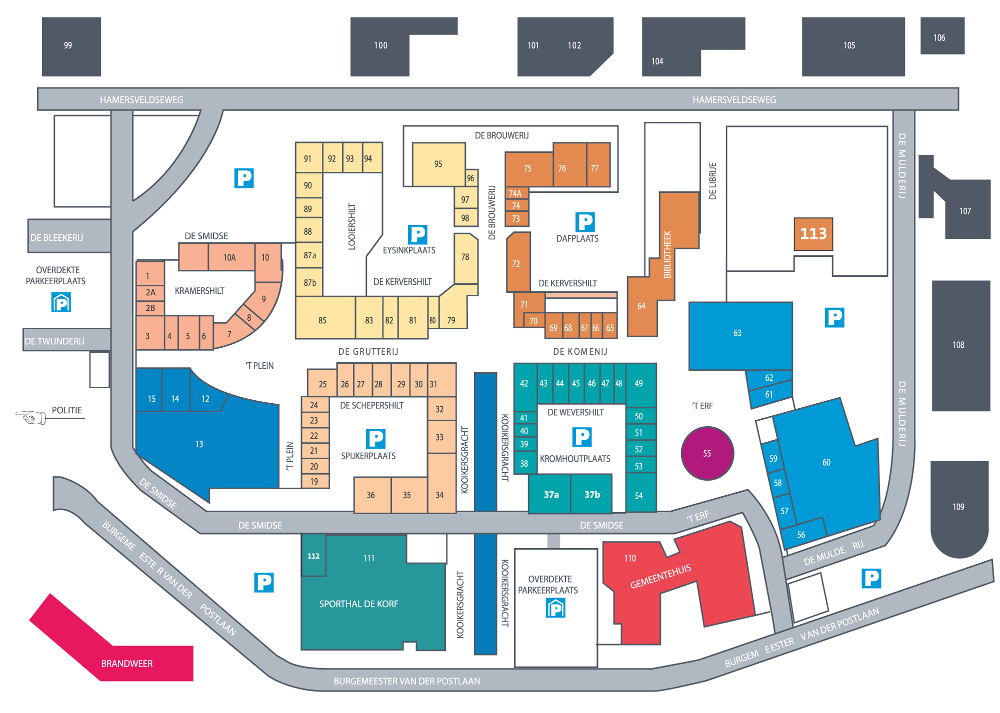 99
100
101
102
104
105
106
HAMERSVELDSEWEG
HAMERSVELDSEWEG
DE BROUWERIJ
DE MULDERIJ
91
92
93
94
95
96
75
76
77
P
DE LIBRIJE
90
97
74A
74
DE BROUWERIJ
89
98
73
107
LOOIERSHILT
P
EYSINKPLAATS
P
DAFPLAATS
113
DE BLEEKERIJ
DE SMIDSE
88
10A
10
87a
78
72
BIBLIOTHEEK
OVERDEKTE
PARKEERPLAATS
P
1
2A
2B
KRAMERSHILT
87b
DE KERVERSHILT
DE KERVERSHILT
9
8
7
3
4
5
6
85
83
82
81
80
79
71
70
69
68
67
66
65
64
63
P
108
DE TWIJNDERIJ
DE GRUTTERIJ
DE KOMENIJ
'T PLEIN
25
26
27
28
29
30
31
42
43
44
45
46
47
48
49
62
61
15
14
12
24
DE SCHEPERSHILT
32
DE WEVERSHILT
'T ERF
DE MULDERIJ
POLITIE
23
41
50
13
22
P
33
40
P
51
21
SPIJKERPLAATS
39
KROMHOUTPLAATS
52
55
59
60
20
38
53
'T PLEIN
19
KOOIKERSGRACHT
KOOIKERSGRACHT
58
36
35
34
37a
37b
54
57
109
DE SMIDSE
DE SMIDSE
DE SMIDSE
'T ERF
56
BURGEME ESTE R VAN DER POSTLAAN
112
111
110
GEMEENTEHUIS
DE MULDE RIJ
P
SPORTHAL DE KORF
KOOIKERSGRACHT
KOOIKERSGRACHT
OVERDEKTE
PARKEERPLAATS
P
P
BRANDWEER
BURGEMEESTER VAN DER POSTLAAN
BURGEM EESTER V AN DER POSTLAAN